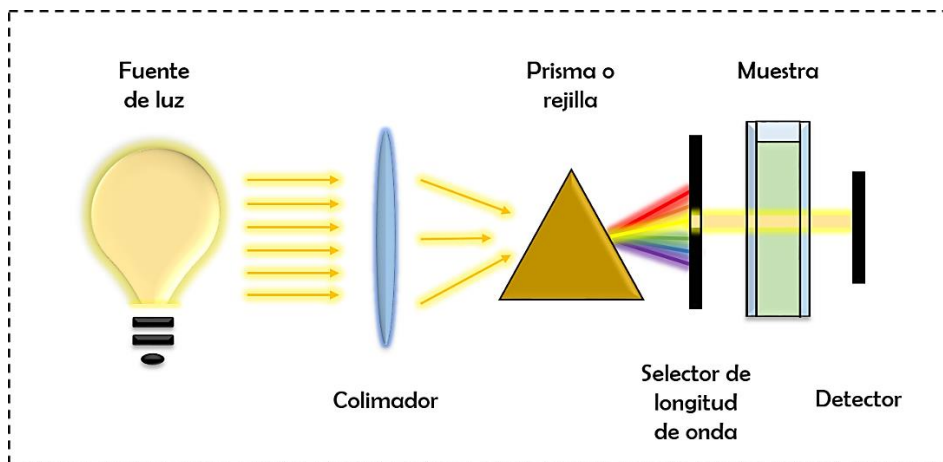 Fuente
de luz
Prisma o
rejilla
Muestra
Colimador
Selector de
longitud
de onda
Detector